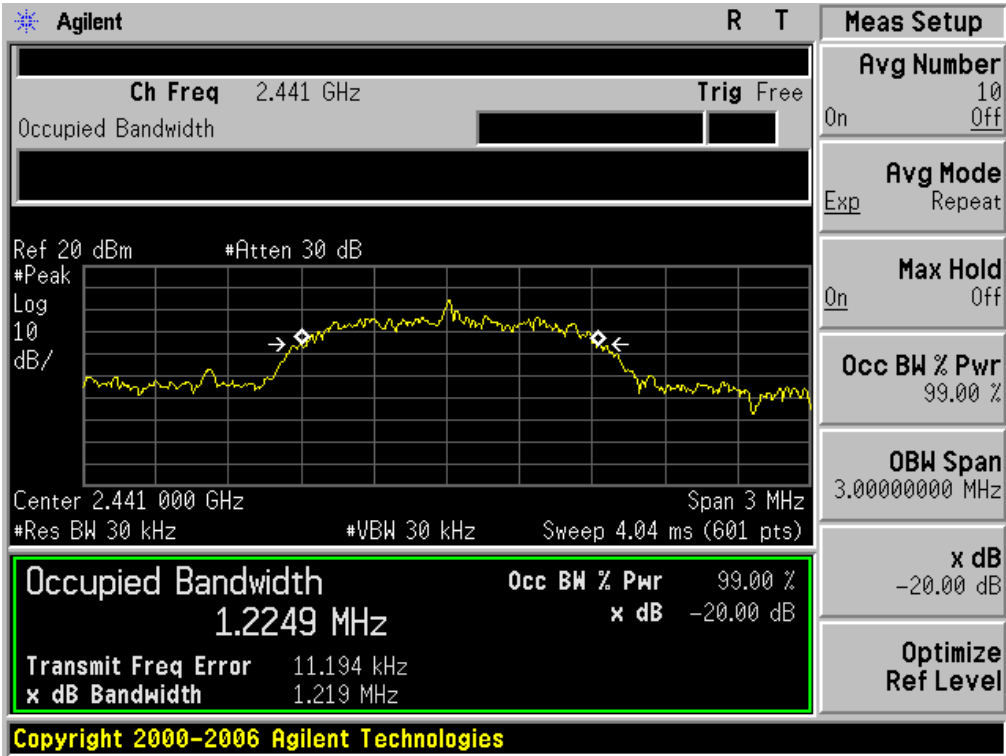 Agilent R T
Ch Freq 2.441 GHz Trig Free
Occupied Bandwidth
Ref 20 dBm #Atten 30 dB
#Peak
Log
10
dB/
Center 2.441 000 GHz Span 3 MHz
#Res BW 30 kHz #VBW 30 kHz Sweep 4.04 ms (601 pts)
Occupied Bandwidth Occ BW % Pwr 99.00 %
1.2249 MHz x dB -20.00 dB
Transmit Freq Error 11.194 kHz
x dB Bandwidth 1.219 MHz
Copyright 2000-2006 Agilent Technologies
Meas Setup
Avg Number
10
On Off
Avg Mode
Exp Repeat
Max Hold
On Off
Occ BW % Pwr
99.00 %
OBW Span
3.00000000 MHz
x dB
-20.00 dB
Optimize
Ref Level